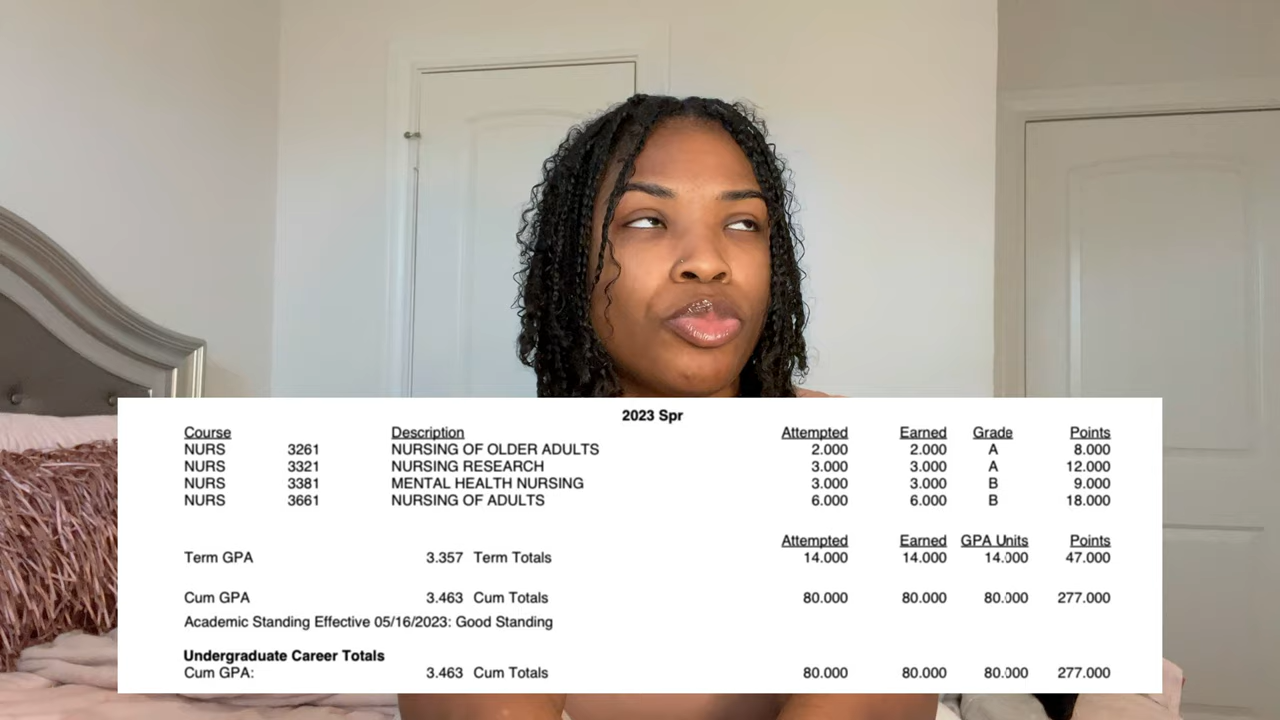 2023 Spr
Course Description Attempted Earned Grade Points
NURS 3261 NURSING OF OLDER ADULTS 2.000 2.000 A 8.000
NURS 3321 NURSING RESEARCH 3.000 3.000 A 12.000
NURS 3381 MENTAL HEALTH NURSING 3.000 3.000 B 9.000
NURS 3661 NURSING OF ADULTS 6.000 6.000 B 18.000
Attempted Earned GPA Units Points
Term GPA 3.357 Term Totals 14.000 14.000 14.000 47.000
Cum GPA 3.463 Cum Totals 80.000 80.000 80.000 277.000
Academic Standing Effective 05/16/2023: Good Standing
Undergraduate Career Totals
Cum GPA: 3.463 Cum Totals 80.000 80.000 80.000 277.000